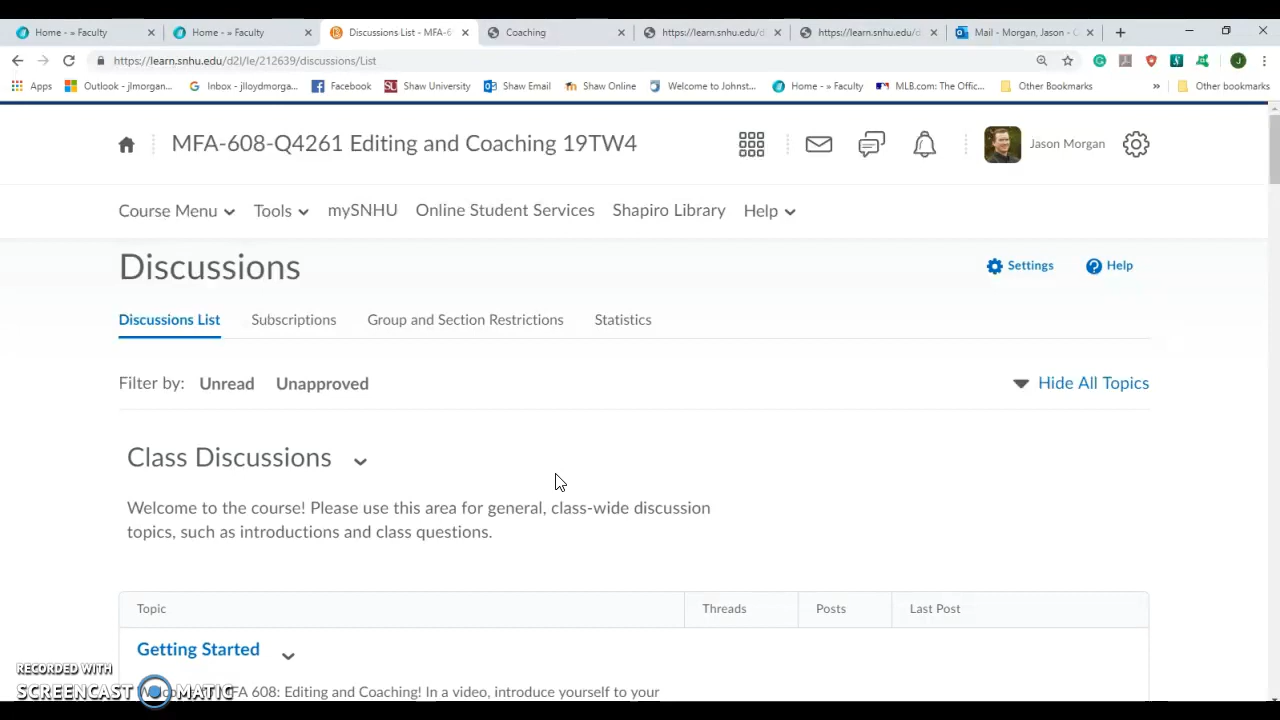 Home - » Faculty
Home - » Faculty
Discussions List - MFA-6
Coaching
https://learn.snhu.edu/d
https://learn.snhu.edu/d
Mail - Morgan, Jason - C
https://learn.snhu.edu/d2l/le/212639/discussions/List
J
Apps
Outlook - jlmorgan...
Inbox - jlloydmorga...
Facebook
SU Shaw University
Shaw Email
Shaw Online
Welcome to Johnst...
Home - » Faculty
MLB.com: The Offic...
Other Bookmarks
»
Other bookmarks
MFA-608-Q4261 Editing and Coaching 19TW4
Jason Morgan
Course Menu
Tools
mySNHU
Online Student Services
Shapiro Library
Help
Discussions
Settings
Help
Discussions List
Subscriptions
Group and Section Restrictions
Statistics
Filter by: Unread Unapproved
Hide All Topics
Class Discussions
Welcome to the course! Please use this area for general, class-wide discussion
topics, such as introductions and class questions.
Topic
Threads
Posts
Last Post
Getting Started
FA 608: Editing and Coaching! In a video, introduce yourself to your
RECORDED WITH
SCREENCAST MATIC